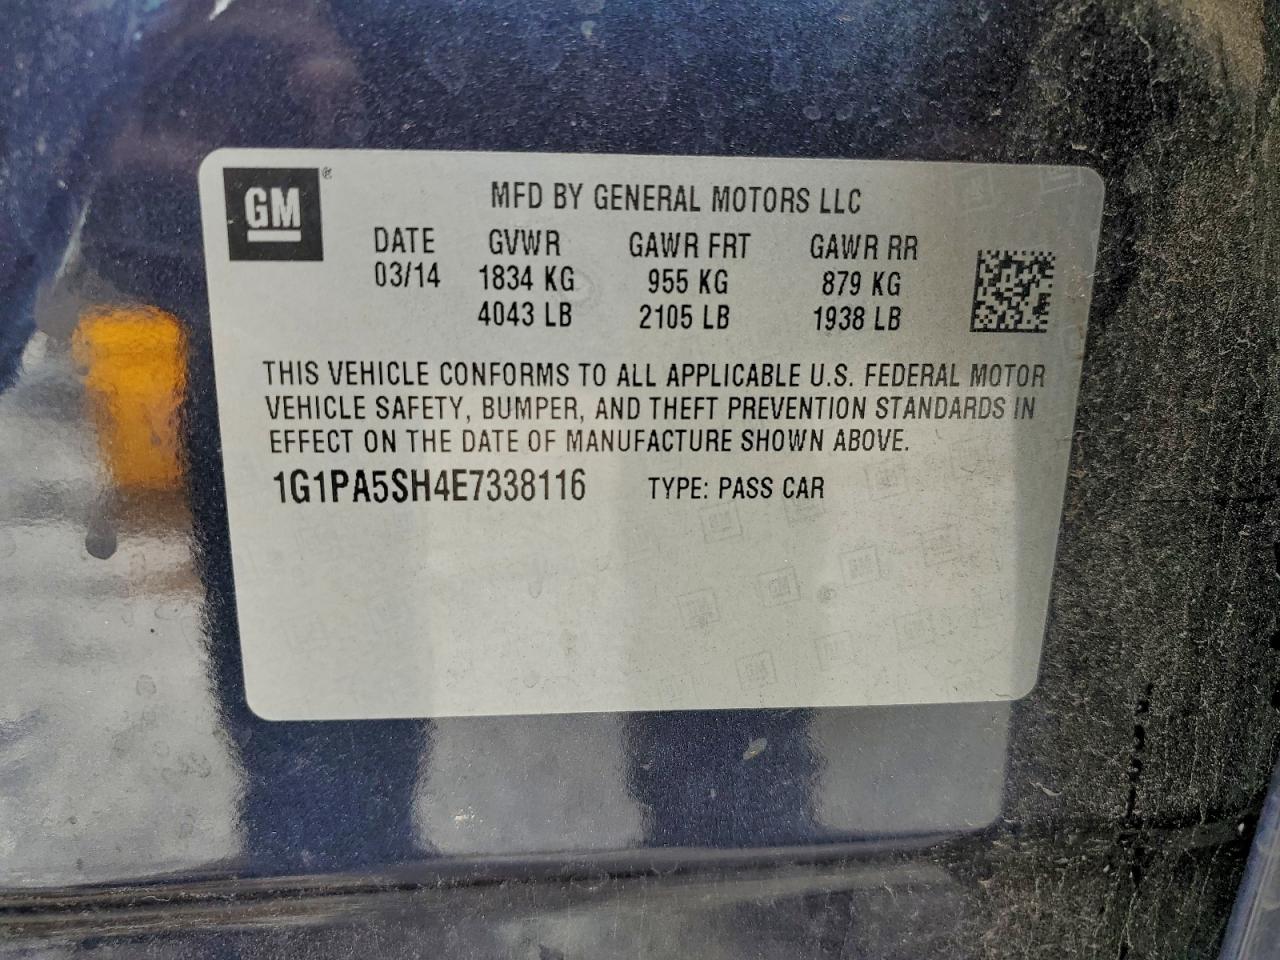 GM ®
MFD BY GENERAL MOTORS LLC
DATE GVWR GAWR FRT GAWR RR
03/14 1834 KG 955 KG 879 KG
4043 LB 2105 LB 1938 LB
THIS VEHICLE CONFORMS TO ALL APPLICABLE U.S. FEDERAL MOTOR
VEHICLE SAFETY, BUMPER, AND THEFT PREVENTION STANDARDS IN
EFFECT ON THE DATE OF MANUFACTURE SHOWN ABOVE.
1G1PA5SH4E7338116 TYPE: PASS CAR